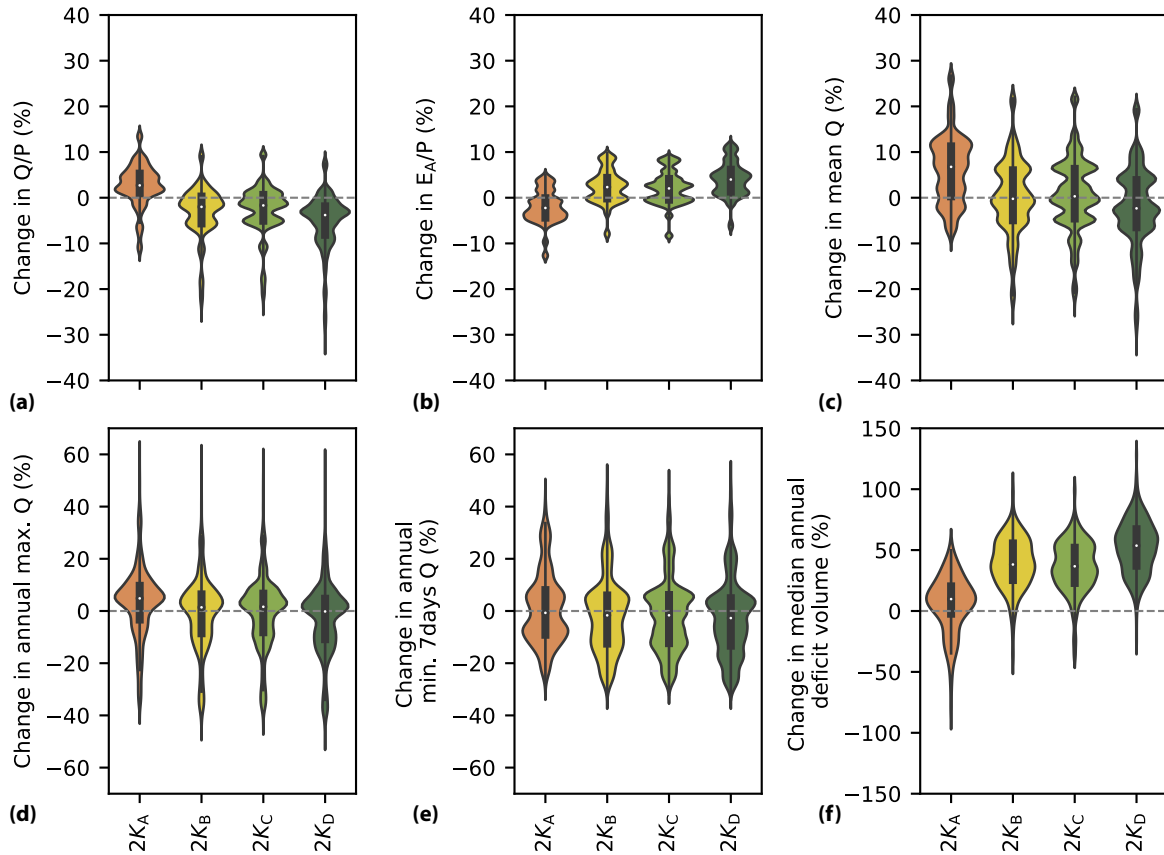 Change in Q/P (%)
40
30
20
10
0
−10
−20
−30
−40
(a)
Change in E_A/P (%)
40
30
20
10
0
−10
−20
−30
−40
(b)
Change in mean Q (%)
40
30
20
10
0
−10
−20
−30
−40
(c)
Change in annual max. Q (%)
60
40
20
0
−20
−40
−60
2K_A
2K_B
2K_C
2K_D
(d)
Change in annual
min. 7days Q (%)
60
40
20
0
−20
−40
−60
2K_A
2K_B
2K_C
2K_D
(e)
Change in median annual
deficit volume (%)
150
100
50
0
−50
−100
−150
2K_A
2K_B
2K_C
2K_D
(f)